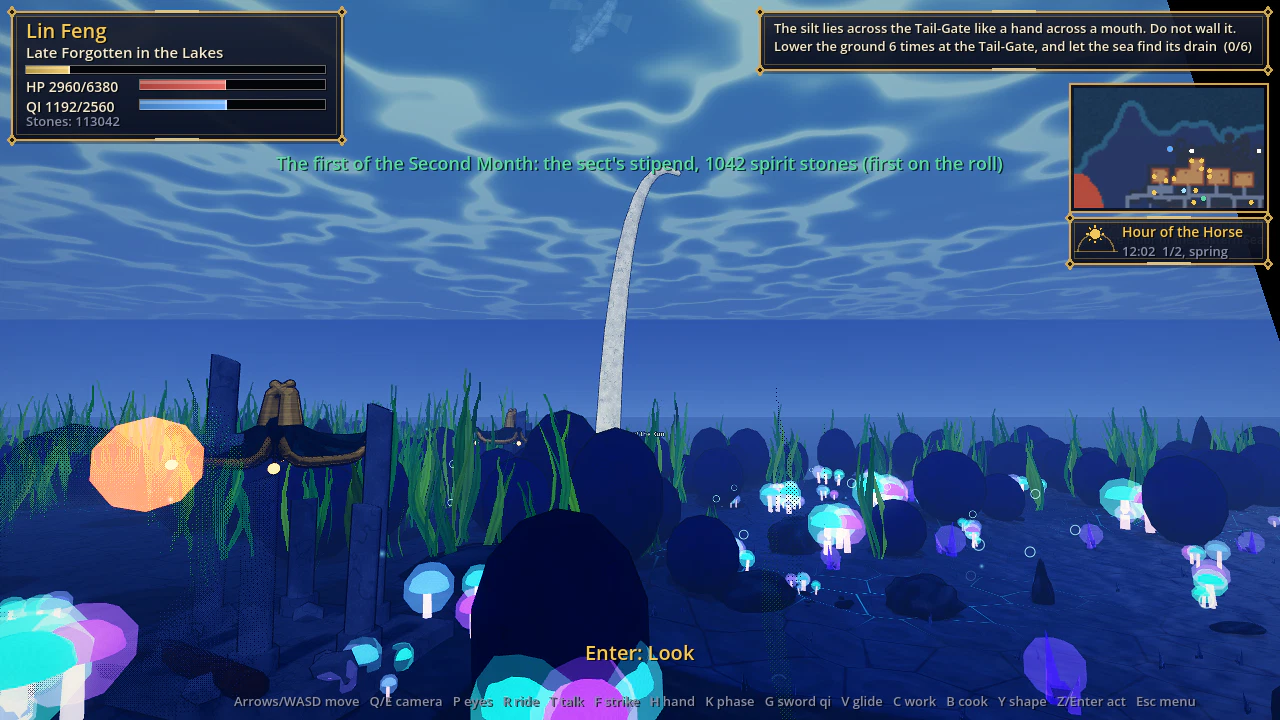 Lin Feng
Late Forgotten in the Lakes
HP 2960/6380
QI 1192/2560
Stones: 113042
The silt lies across the Tail-Gate like a hand across a mouth. Do not wall it.
Lower the ground 6 times at the Tail-Gate, and let the sea find its drain (0/6)
Hour of the Horse
12:02 1/2, spring
The first of the Second Month: the sect's stipend, 1042 spirit stones (first on the roll)
Enter: Look
Arrows/WASD move Q/E camera P eyes R ride T talk F strike H hand K phase G sword qi V glide C work B cook Y shape Z/Enter act Esc menu